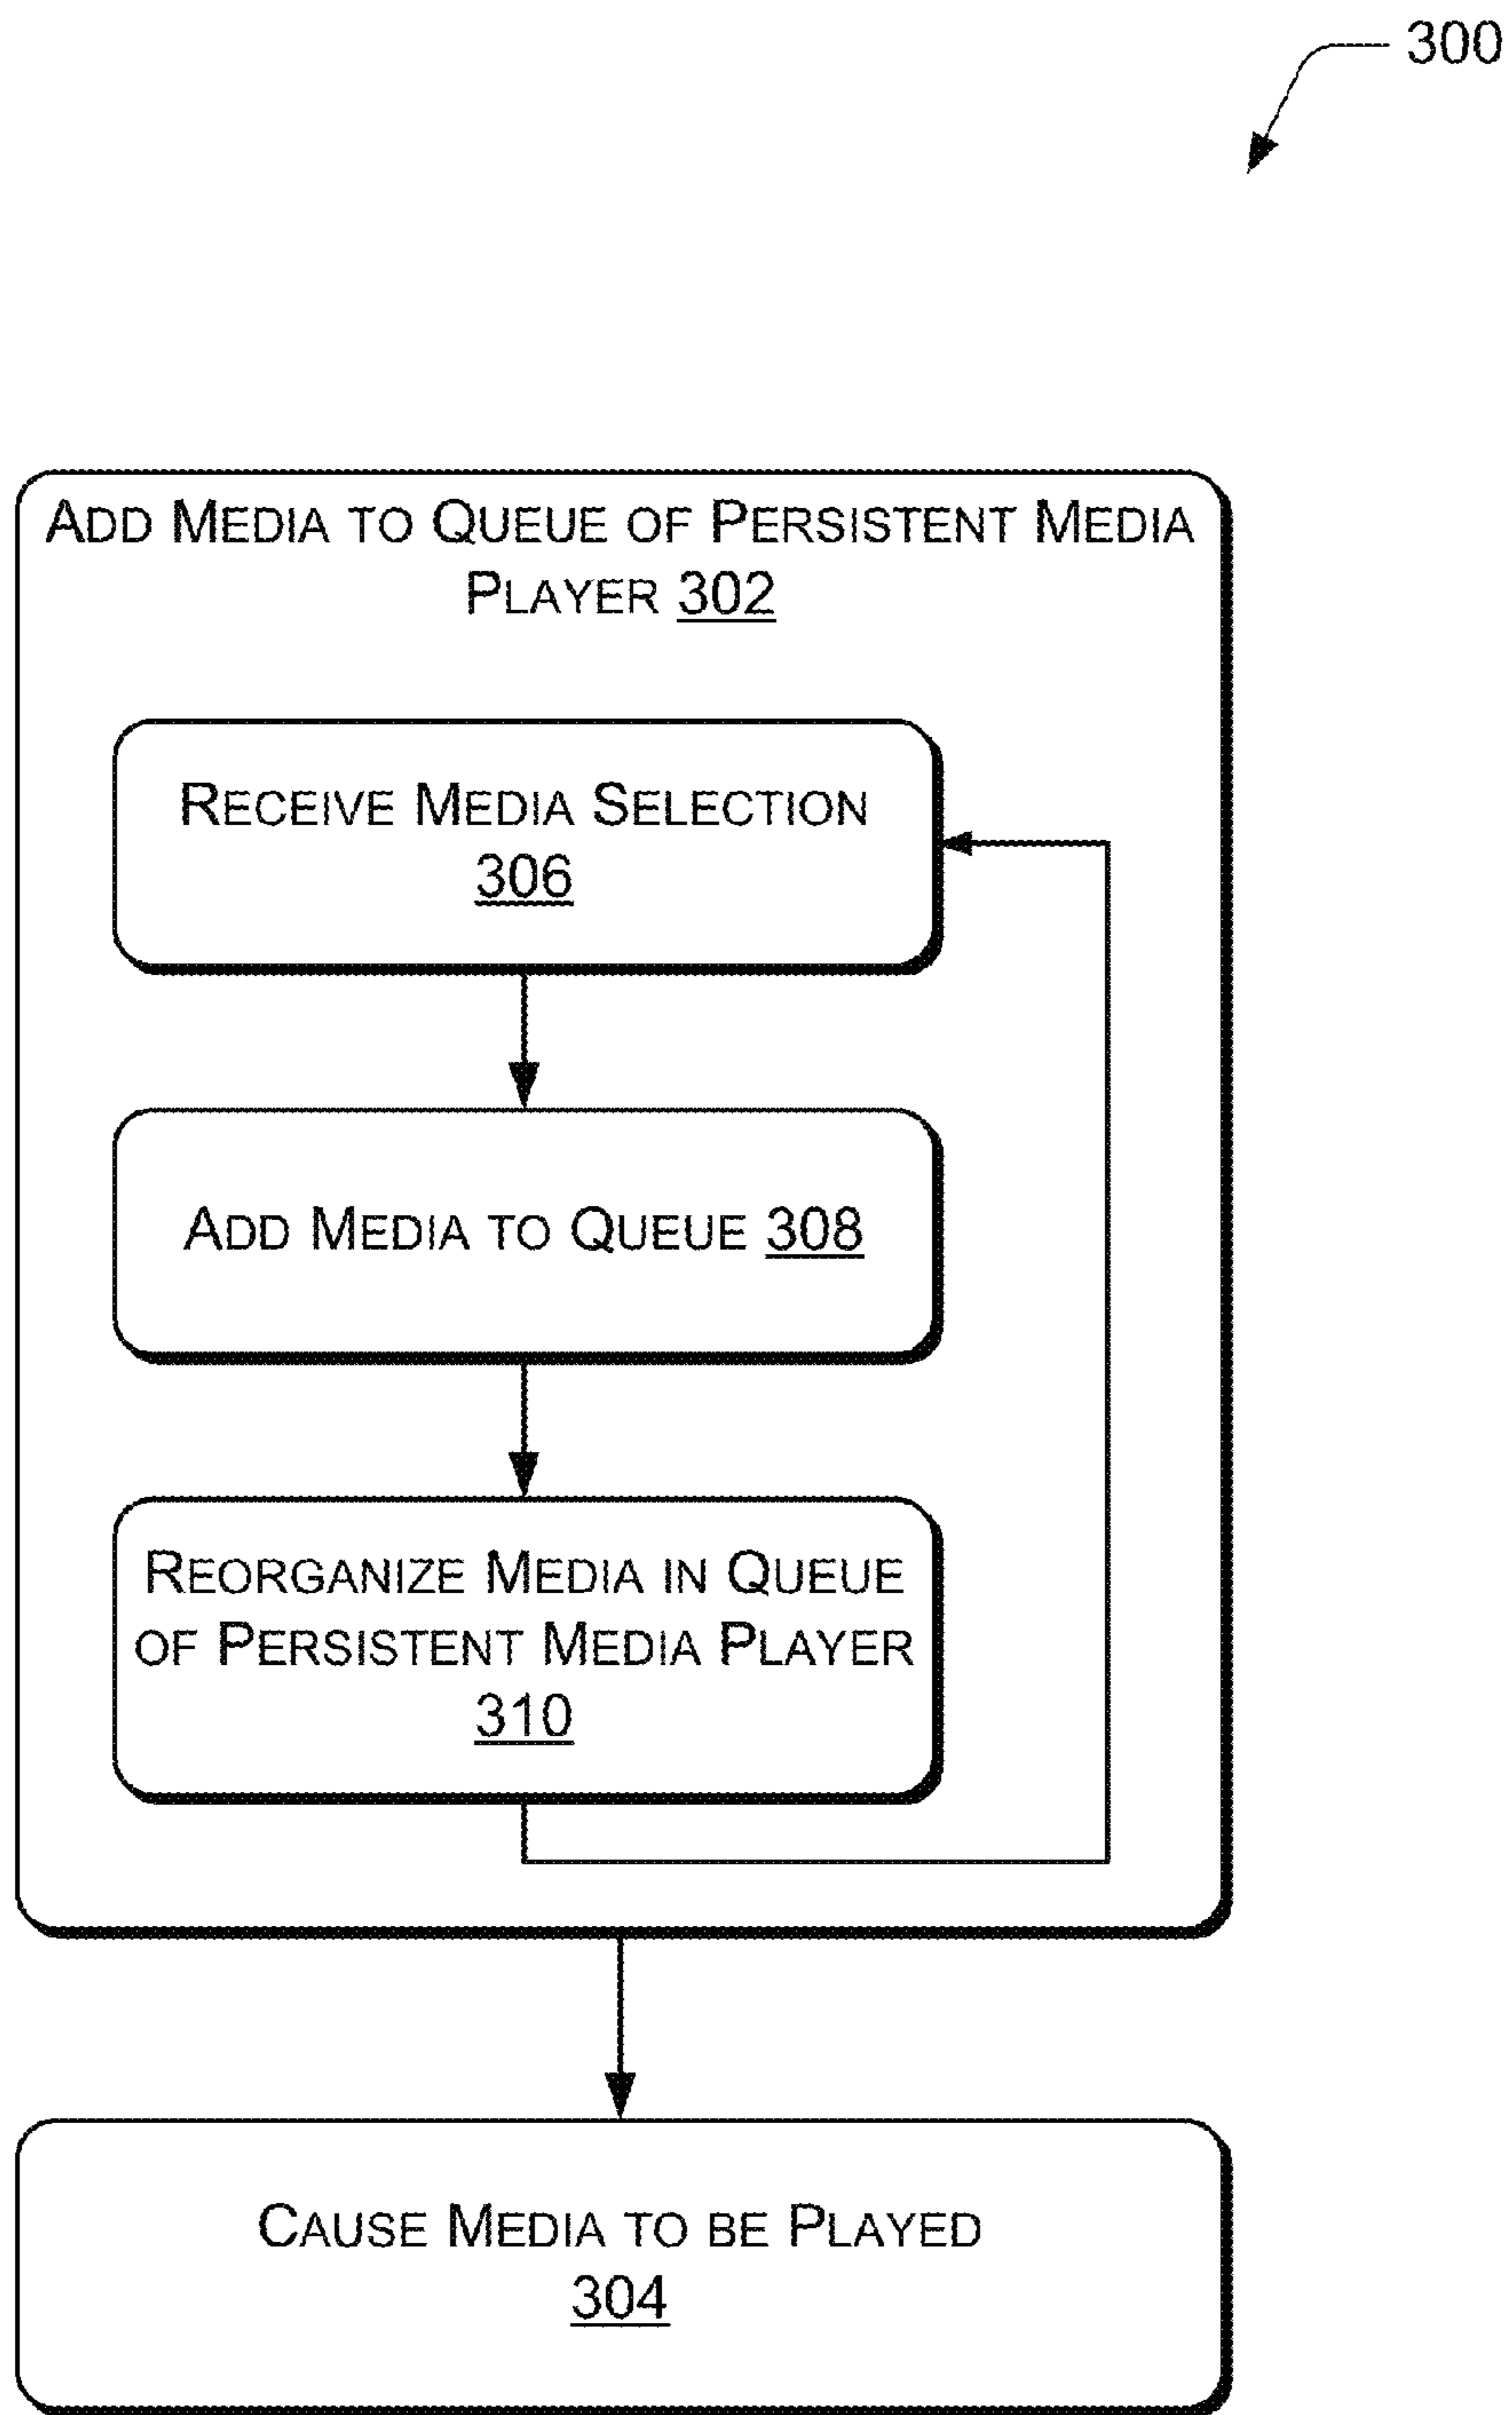 300
ADD MEDIA TO QUEUE OF PERSISTENT MEDIA
PLAYER 302
RECEIVE MEDIA SELECTION
306
ADD MEDIA TO QUEUE 308
REORGANIZE MEDIA IN QUEUE
OF PERSISTENT MEDIA PLAYER
310
CAUSE MEDIA TO BE PLAYED
304